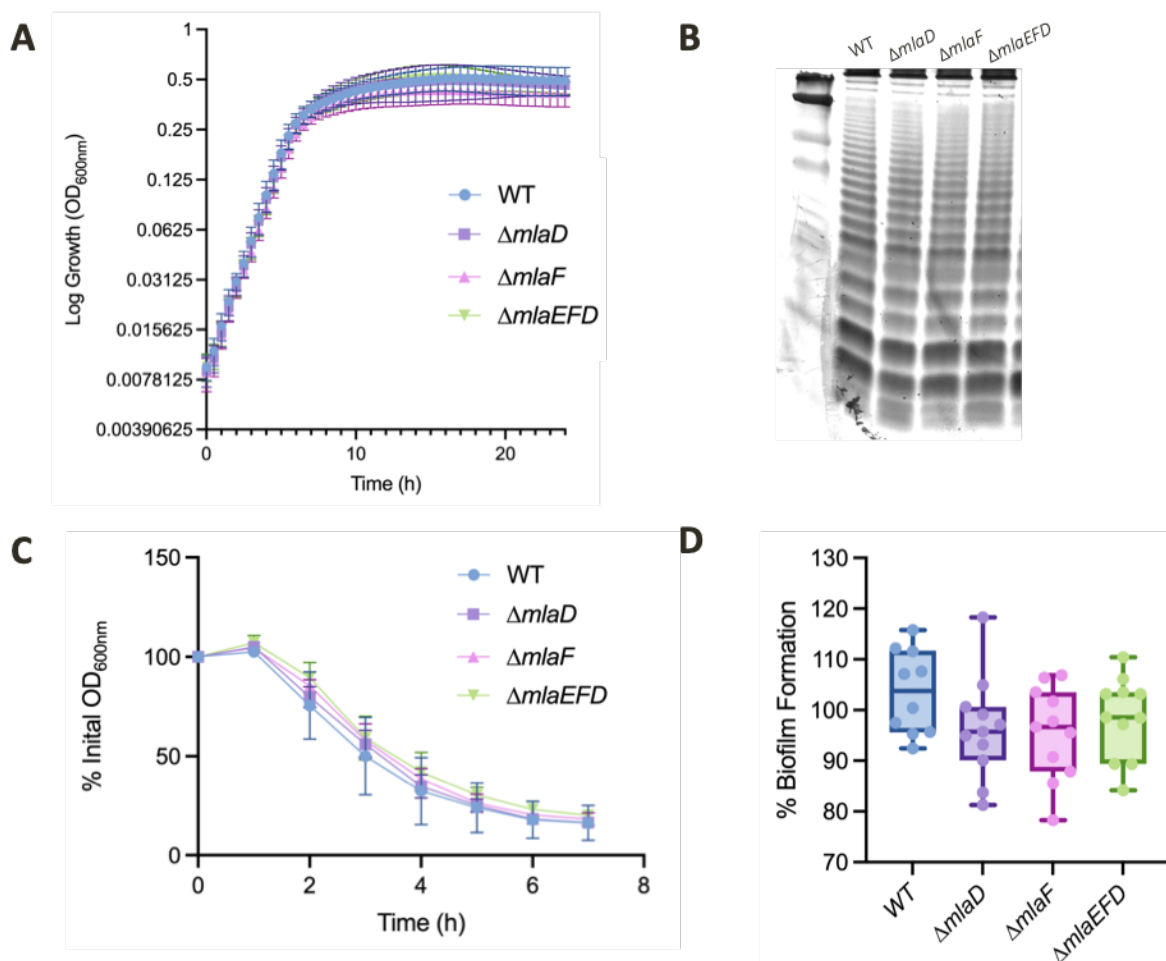 A
Log Growth (OD600nm)
1
0.5
0.25
0.125
0.0625
0.03125
0.015625
0.0078125
0.00390625
0
10
20
Time (h)
WT
ΔmlaD
ΔmlaF
ΔmlaEFD
B
WT
ΔmlaD
ΔmlaF
ΔmlaEFD
C
% Inital OD600nm
150
100
50
0
0
2
4
6
8
Time (h)
WT
ΔmlaD
ΔmlaF
ΔmlaEFD
D
% Biofilm Formation
130
120
110
100
90
80
70
WT
ΔmlaD
ΔmlaF
ΔmlaEFD